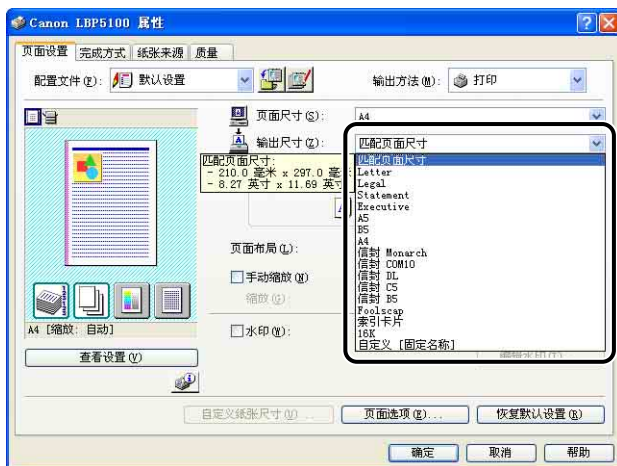 Canon LBP5100 属性
页面设置 完成方式 纸张来源 质量
配置文件(F): 默认设置 输出方法(M): 打印
页面尺寸(S): A4
输出尺寸(Z): 匹配页面尺寸
匹配页面尺寸:
- 210.0 毫米 x 297.0 毫
- 8.27 英寸 x 11.69 英寸
匹配页面尺寸
Letter
Legal
Statement
Executive
A5
B5
A4
信封 Monarch
信封 COM10
信封 DL
信封 C5
信封 B5
Foolscap
索引卡片
16K
自定义 [固定名称]
页面布局(L):
手动缩放(N)
缩放(G):
A4 [缩放: 自动]
水印(W):
编辑水印(T)
查看设置(V)
自定义纸张尺寸(U)... 页面选项(E)... 恢复默认设置(R)
确定 取消 帮助